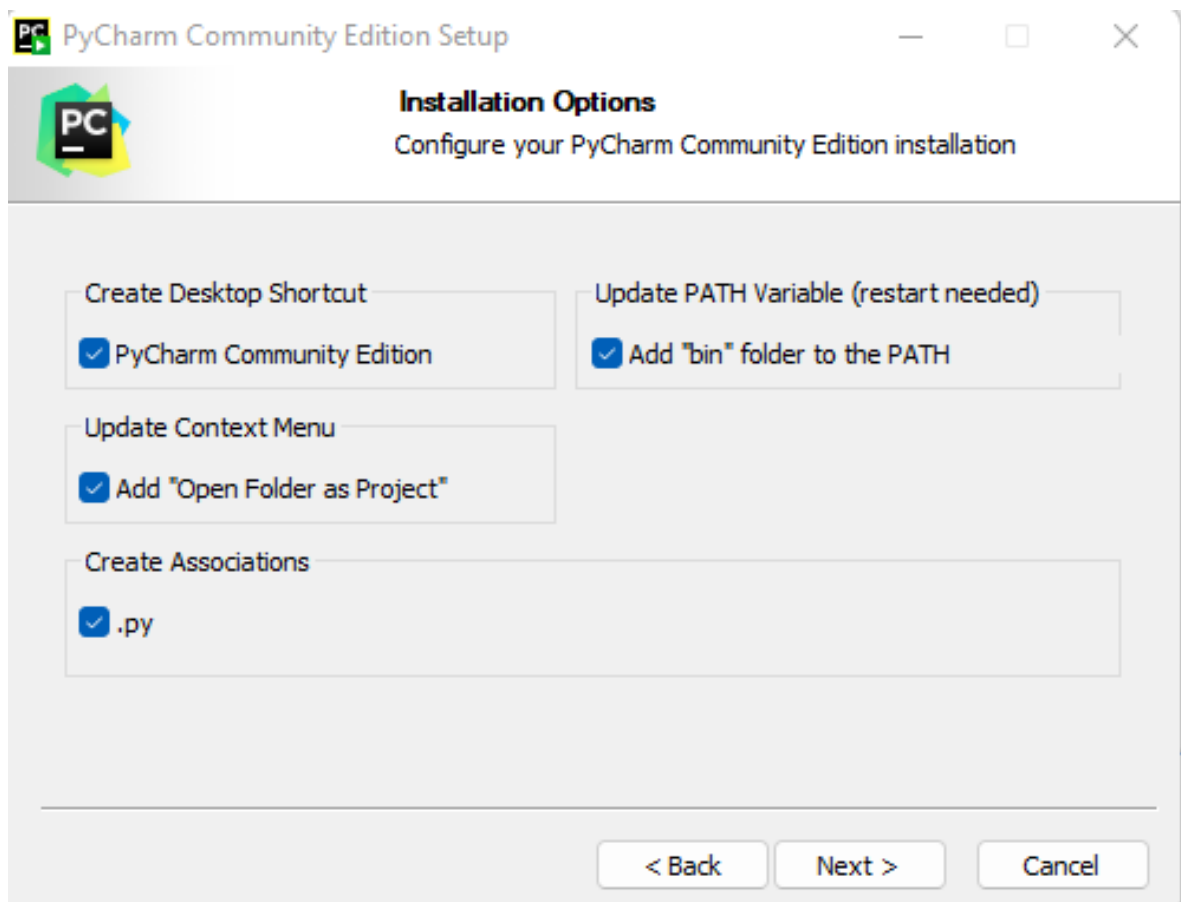 PyCharm Community Edition Setup
PC
Installation Options
Configure your PyCharm Community Edition installation
Create Desktop Shortcut
PyCharm Community Edition
Update PATH Variable (restart needed)
Add "bin" folder to the PATH
Update Context Menu
Add "Open Folder as Project"
Create Associations
.py
< Back
Next >
Cancel